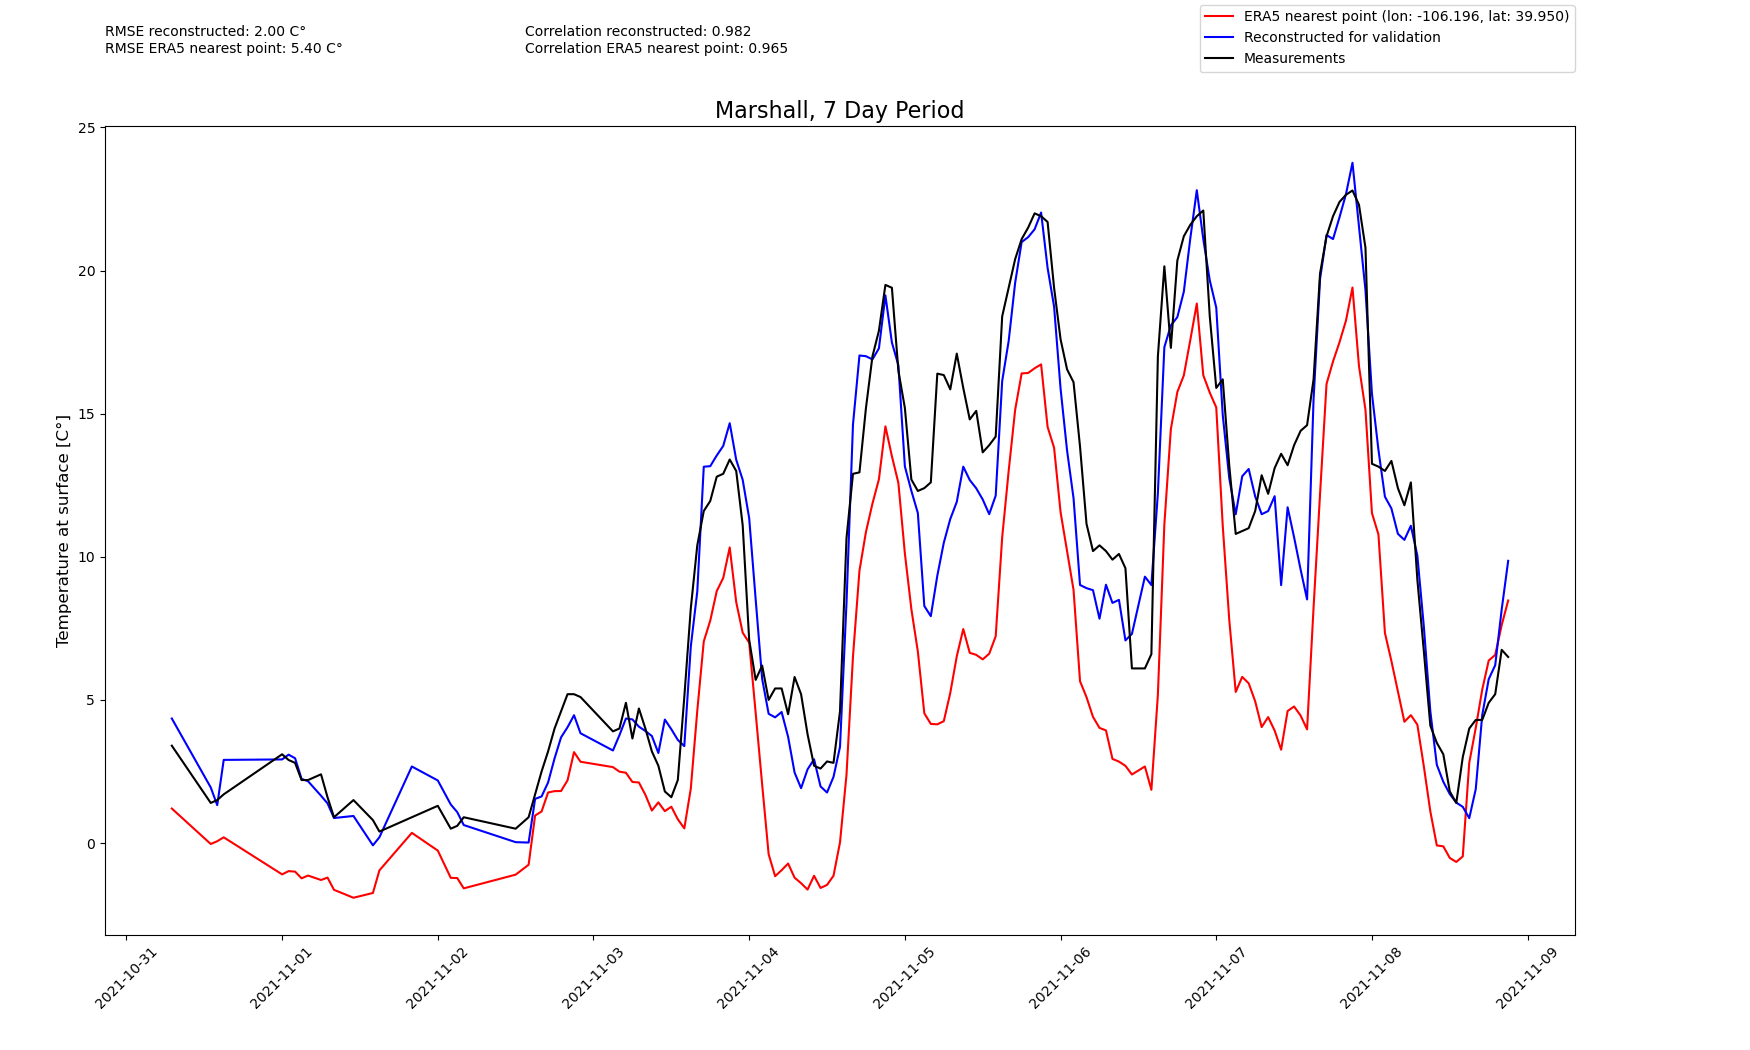 RMSE reconstructed: 2.00 C°
RMSE ERA5 nearest point: 5.40 C°
Correlation reconstructed: 0.982
Correlation ERA5 nearest point: 0.965
ERA5 nearest point (lon: -106.196, lat: 39.950)
Reconstructed for validation
Measurements
Marshall, 7 Day Period
Temperature at surface [C°]
25
20
15
10
5
0
2021-10-31
2021-11-01
2021-11-02
2021-11-03
2021-11-04
2021-11-05
2021-11-06
2021-11-07
2021-11-08
2021-11-09